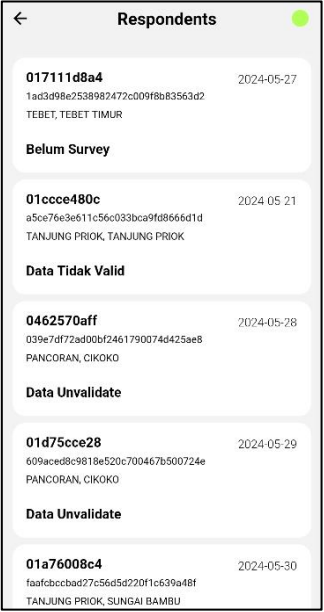 Respondents
017111d8a4
2024-05-27
1ad3d98e2538982472c009f8b83563d2
TEBET, TEBET TIMUR
Belum Survey
01ccce480c
2024-05-21
a5ce76e3e611c56c033bca9fd8666d1d
TANJUNG PRIOK, TANJUNG PRIOK
Data Tidak Valid
0462570aff
2024-05-28
039e7df72ad00bf2461790074d425ae8
PANCORAN, CIKOKO
Data Unvalidate
01d75cce28
2024-05-29
609aced8c9818e520c700467b500724e
PANCORAN, CIKOKO
Data Unvalidate
01a76008c4
2024-05-30
faafcbccbad27c56d5d220f1c639a48f
TANJUNG PRIOK, SUNGAI BAMBU